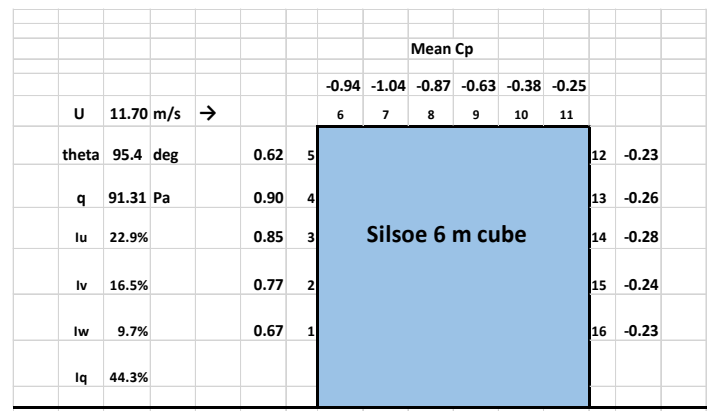 Mean Cp
-0.94 -1.04 -0.87 -0.63 -0.38 -0.25
U 11.70 m/s → 6 7 8 9 10 11
theta 95.4 deg 0.62 5 12 -0.23
q 91.31 Pa 0.90 4 13 -0.26
Iu 22.9% 0.85 3 Silsoe 6 m cube 14 -0.28
Iv 16.5% 0.77 2 15 -0.24
Iw 9.7% 0.67 1 16 -0.23
Iq 44.3%